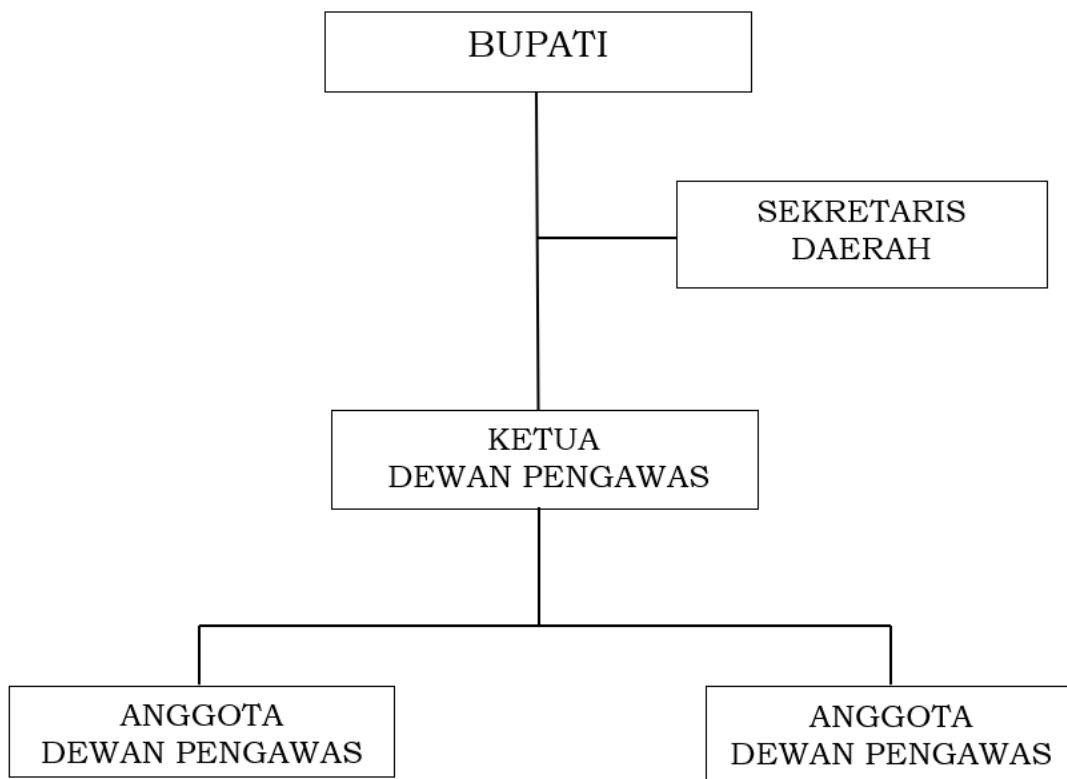 BUPATI
SEKRETARIS
DAERAH
KETUA
DEWAN PENGAWAS
ANGGOTA
DEWAN PENGAWAS
ANGGOTA
DEWAN PENGAWAS